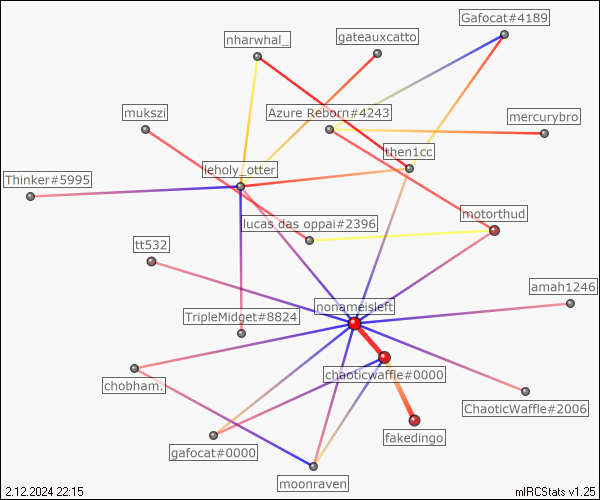 Gafocat#4189
nharwhal_
gateauxcatto
mukszi
Azure Reborn#4243
mercurybro
then1cc
leholy_otter
Thinker#5995
motorthud
lucas das oppai#2396
tt532
amah1246
nonameisleft
TripleMidget#8824
chaoticwaffle#0000
chobham.
ChaoticWaffle#2006
fakedingo
gafocat#0000
moonraven
2.12.2024 22:15
mIRCStats v1.25